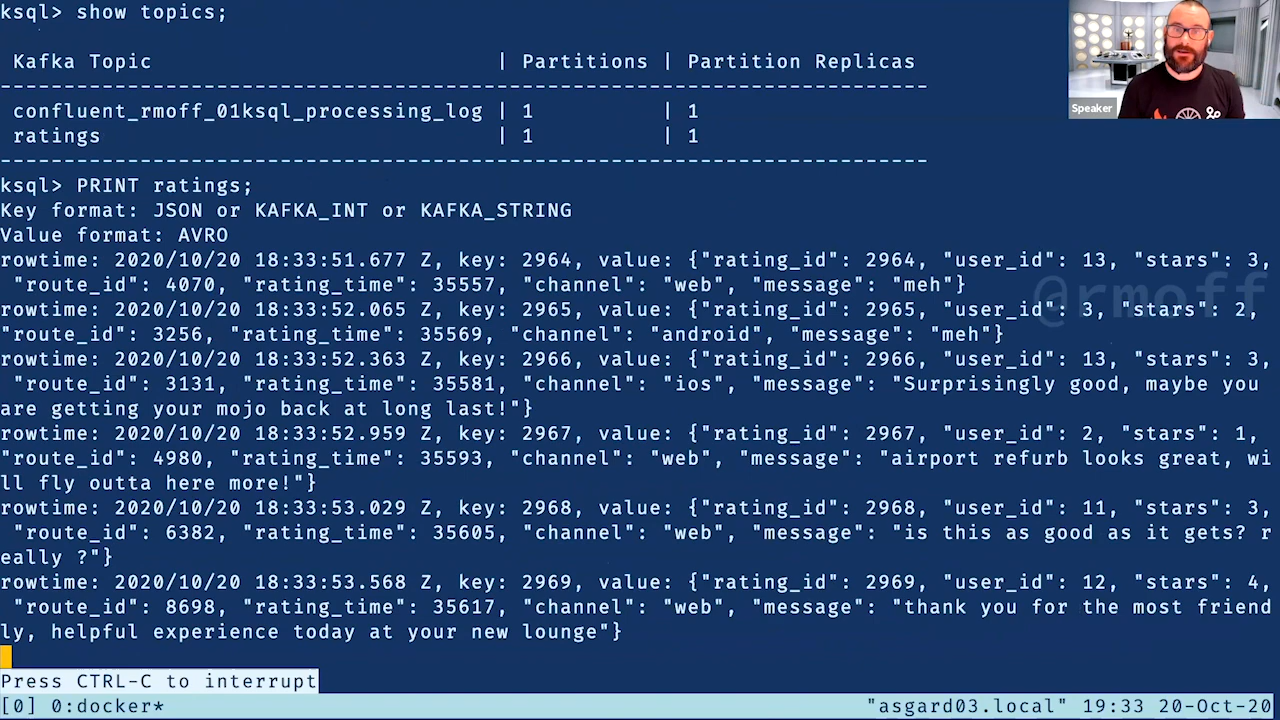 ksql> show topics;
Kafka Topic | Partitions | Partition Replicas
--------------------------------------------------------------------------
confluent_rmoff_01ksql_processing_log | 1 | 1
ratings | 1 | 1
--------------------------------------------------------------------------
ksql> PRINT ratings;
Key format: JSON or KAFKA_INT or KAFKA_STRING
Value format: AVRO
rowtime: 2020/10/20 18:33:51.677 Z, key: 2964, value: {"rating_id": 2964, "user_id": 13, "stars": 3,
"route_id": 4070, "rating_time": 35557, "channel": "web", "message": "meh"}
rowtime: 2020/10/20 18:33:52.065 Z, key: 2965, value: {"rating_id": 2965, "user_id": 3, "stars": 2,
"route_id": 3256, "rating_time": 35569, "channel": "android", "message": "meh"}
rowtime: 2020/10/20 18:33:52.363 Z, key: 2966, value: {"rating_id": 2966, "user_id": 13, "stars": 3,
"route_id": 3131, "rating_time": 35581, "channel": "ios", "message": "Surprisingly good, maybe you
are getting your mojo back at long last!"}
rowtime: 2020/10/20 18:33:52.959 Z, key: 2967, value: {"rating_id": 2967, "user_id": 2, "stars": 1,
"route_id": 4980, "rating_time": 35593, "channel": "web", "message": "airport refurb looks great, wi
ll fly outta here more!"}
rowtime: 2020/10/20 18:33:53.029 Z, key: 2968, value: {"rating_id": 2968, "user_id": 11, "stars": 3,
"route_id": 6382, "rating_time": 35605, "channel": "web", "message": "is this as good as it gets? r
eally ?"}
rowtime: 2020/10/20 18:33:53.568 Z, key: 2969, value: {"rating_id": 2969, "user_id": 12, "stars": 4,
"route_id": 8698, "rating_time": 35617, "channel": "web", "message": "thank you for the most friend
ly, helpful experience today at your new lounge"}
Press CTRL-C to interrupt
[0] 0:docker* "asgard03.local" 19:33 20-Oct-20
Speaker
@rmoff